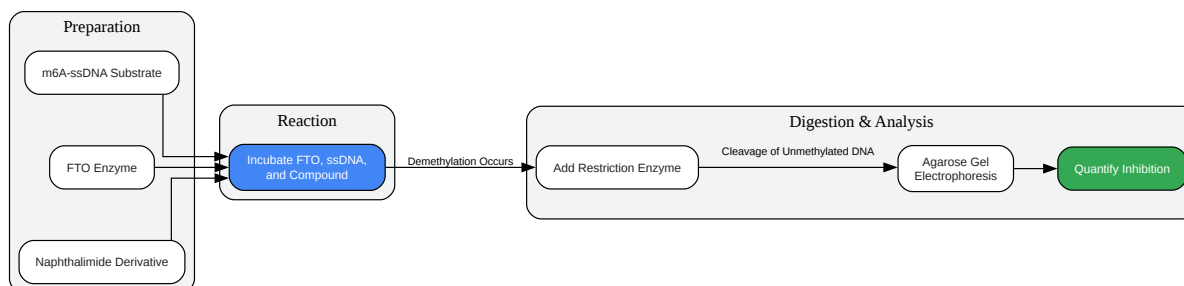 Preparation
m6A-ssDNA Substrate
FTO Enzyme
Naphthalimide Derivative
Reaction
Incubate FTO, ssDNA,
and Compound
Demethylation Occurs
Digestion & Analysis
Add Restriction Enzyme
Cleavage of Unmethylated DNA
Agarose Gel
Electrophoresis
Quantify Inhibition